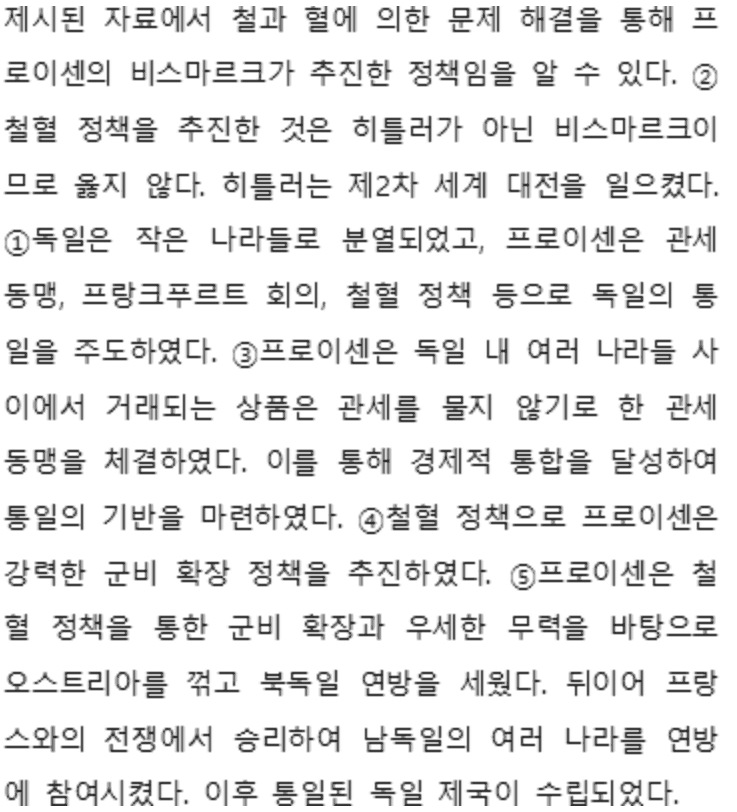 제시된 자료에서 철과 혈에 의한 문제 해결을 통해 프
로이센의 비스마르크가 추진한 정책임을 알 수 있다. ②
철혈 정책을 추진한 것은 히틀러가 아닌 비스마르크이
므로 옳지 않다. 히틀러는 제2차 세계 대전을 일으켰다.
①독일은 작은 나라들로 분열되었고, 프로이센은 관세
동맹, 프랑크푸르트 회의, 철혈 정책 등으로 독일의 통
일을 주도하였다. ③프로이센은 독일 내 여러 나라들 사
이에서 거래되는 상품은 관세를 물지 않기로 한 관세
동맹을 체결하였다. 이를 통해 경제적 통합을 달성하여
통일의 기반을 마련하였다. ④철혈 정책으로 프로이센은
강력한 군비 확장 정책을 추진하였다. ⑤프로이센은 철
혈 정책을 통한 군비 확장과 우세한 무력을 바탕으로
오스트리아를 꺾고 북독일 연방을 세웠다. 뒤이어 프랑
스와의 전쟁에서 승리하여 남독일의 여러 나라를 연방
에 참여시켰다. 이후 통일된 독일 제국이 수립되었다.